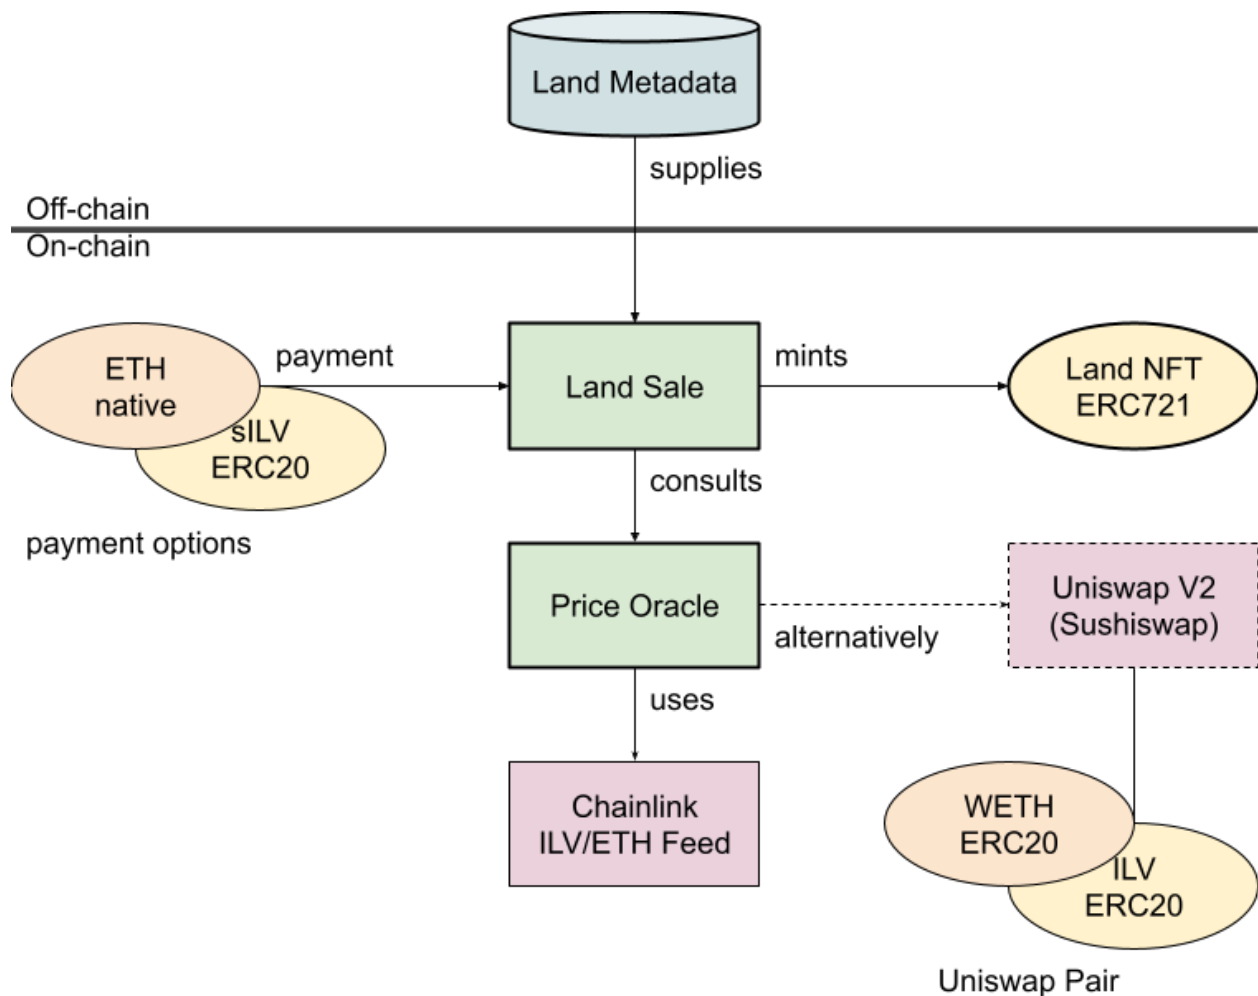 Land Metadata
supplies
Off-chain
On-chain
payment
mints
ETH
native
Land Sale
Land NFT
ERC721
sILV
ERC20
consults
payment options
Price Oracle
Uniswap V2
(Sushiswap)
alternatively
uses
Chainlink
ILV/ETH Feed
WETH
ERC20
ILV
ERC20
Uniswap Pair